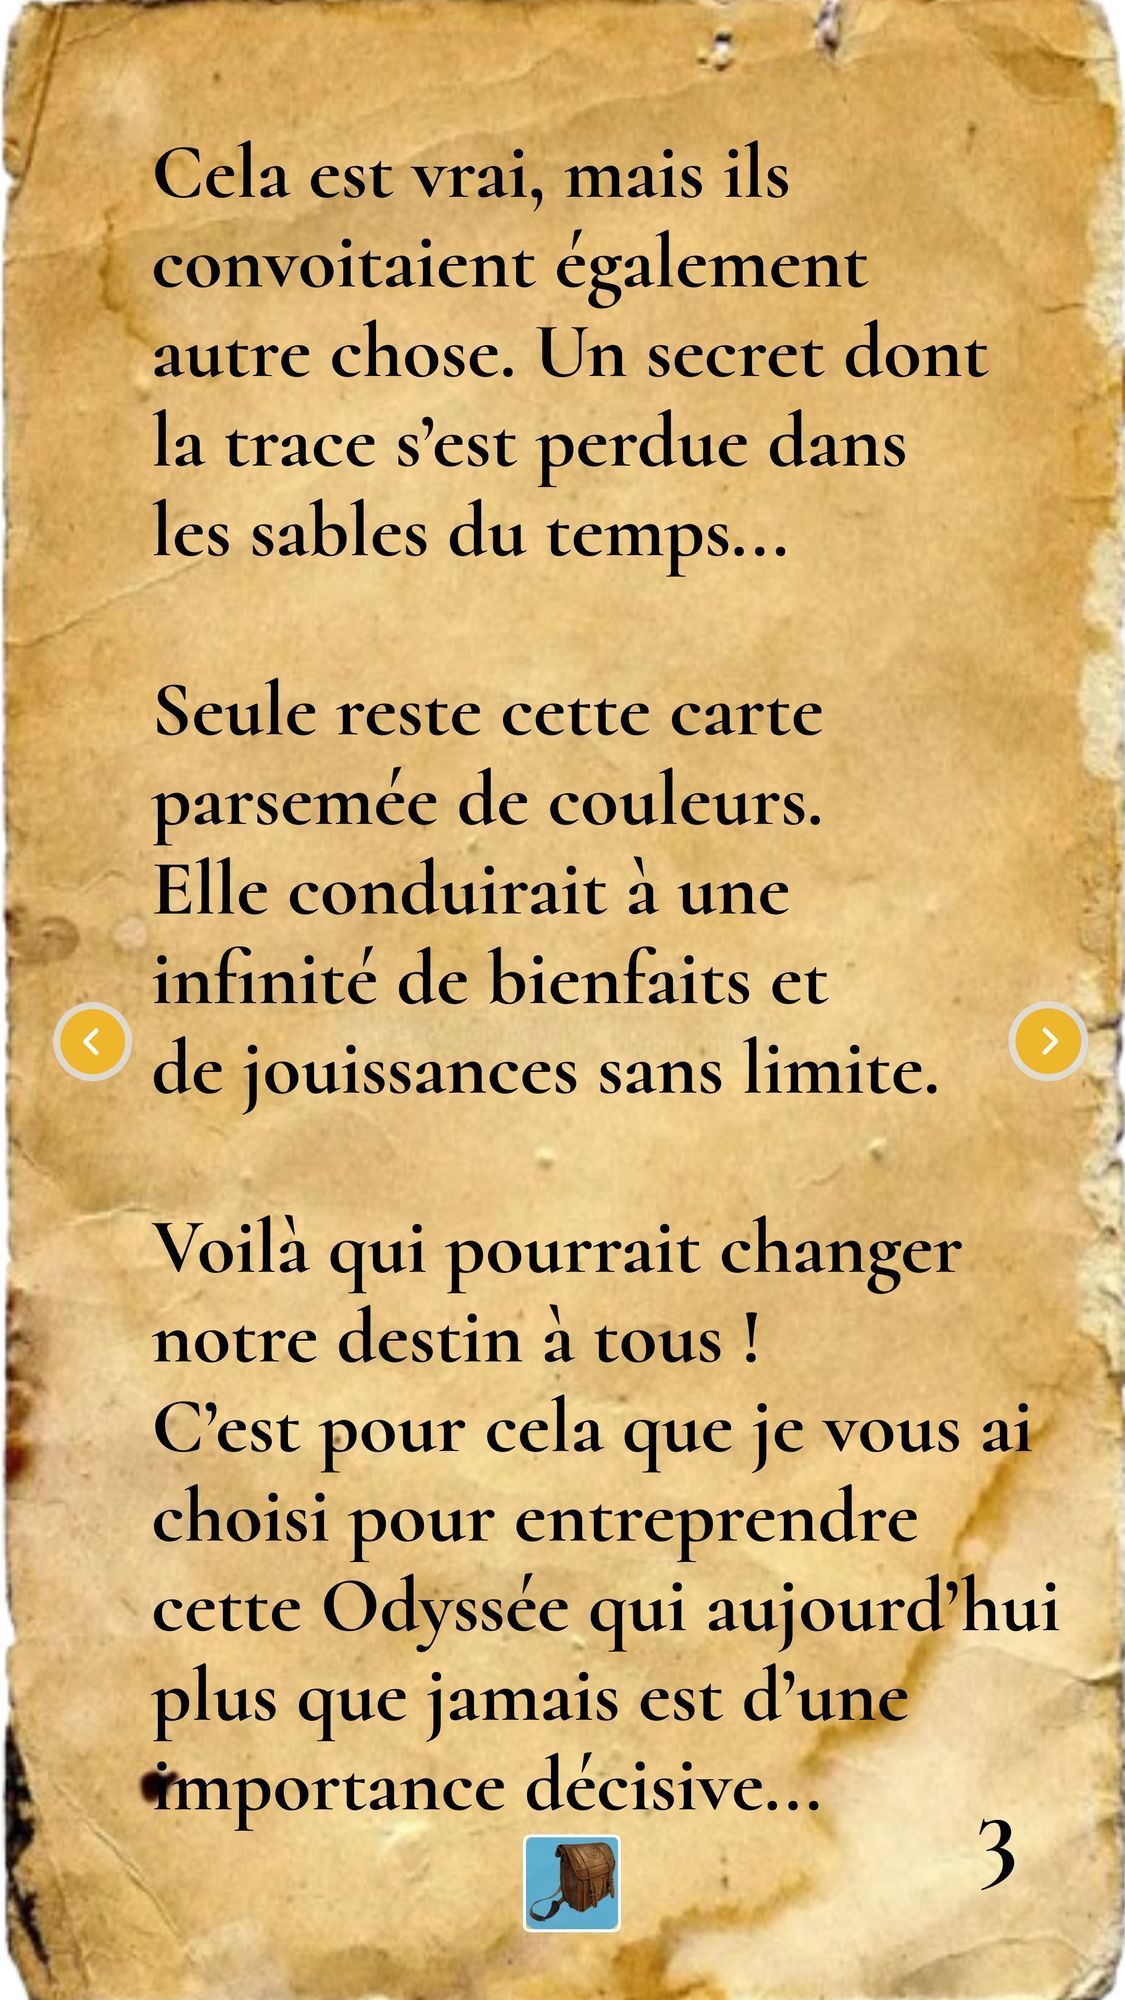 Cela est vrai, mais ils
convoitaient également
autre chose. Un secret dont
la trace s’est perdue dans
les sables du temps...
Seule reste cette carte
parsemée de couleurs.
Elle conduirait à une
infinité de bienfaits et
de jouissances sans limite.
Voilà qui pourrait changer
notre destin à tous !
C’est pour cela que je vous ai
choisi pour entreprendre
cette Odyssée qui aujourd’hui
plus que jamais est d’une
importance décisive...
3